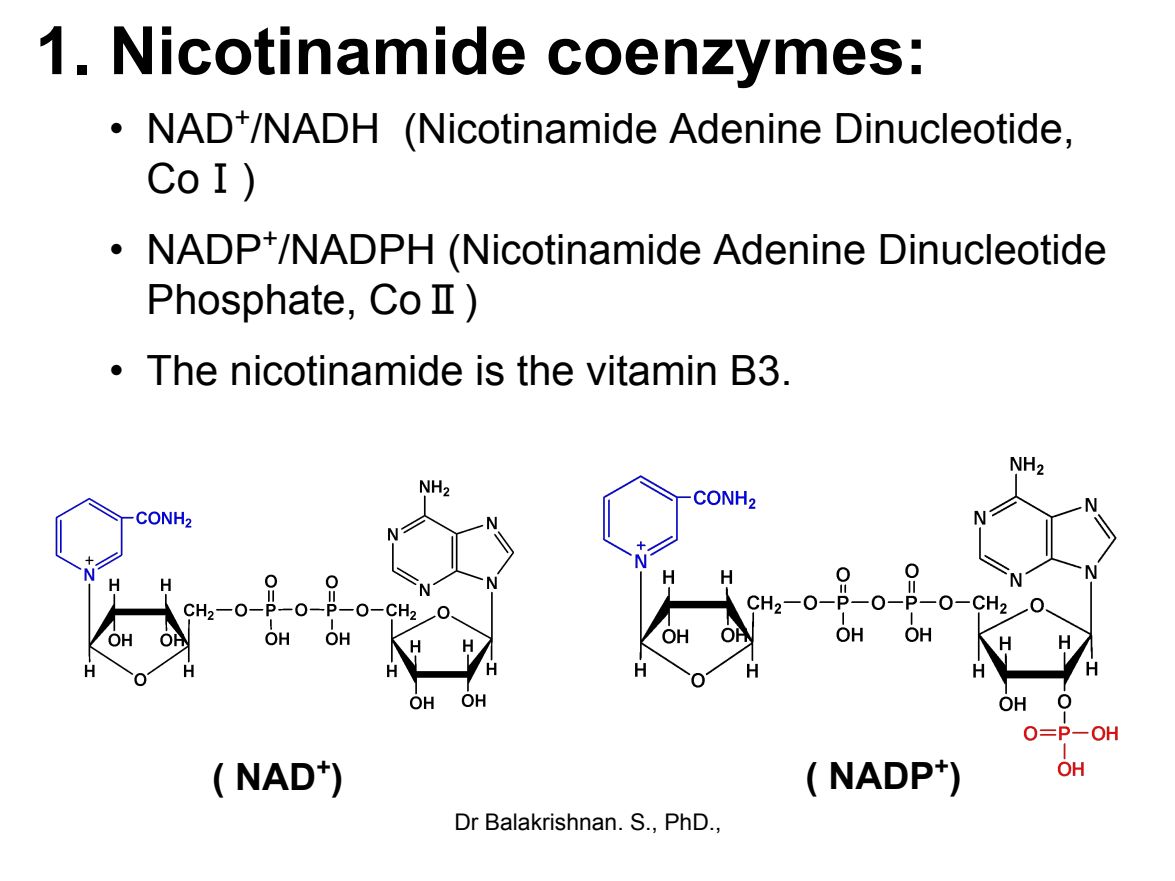 1. Nicotinamide coenzymes:
• NAD⁺/NADH (Nicotinamide Adenine Dinucleotide,
Co Ⅰ )
• NADP⁺/NADPH (Nicotinamide Adenine Dinucleotide
Phosphate, Co Ⅱ )
• The nicotinamide is the vitamin B3.
NH₂
CONH₂
N N
+
N
N N
H H
O O
CH₂—O—P—O—P—O—CH₂
O
OH OH
OH OH
H H
H H
H H
O
OH OH
NH₂
CONH₂
N N
+
N
N N
H H
O O
CH₂—O—P—O—P—O—CH₂
O
OH OH
OH OH
H H
H H
H H
O
OH O
O=P—OH
OH
( NAD⁺)
( NADP⁺)
Dr Balakrishnan. S., PhD.,